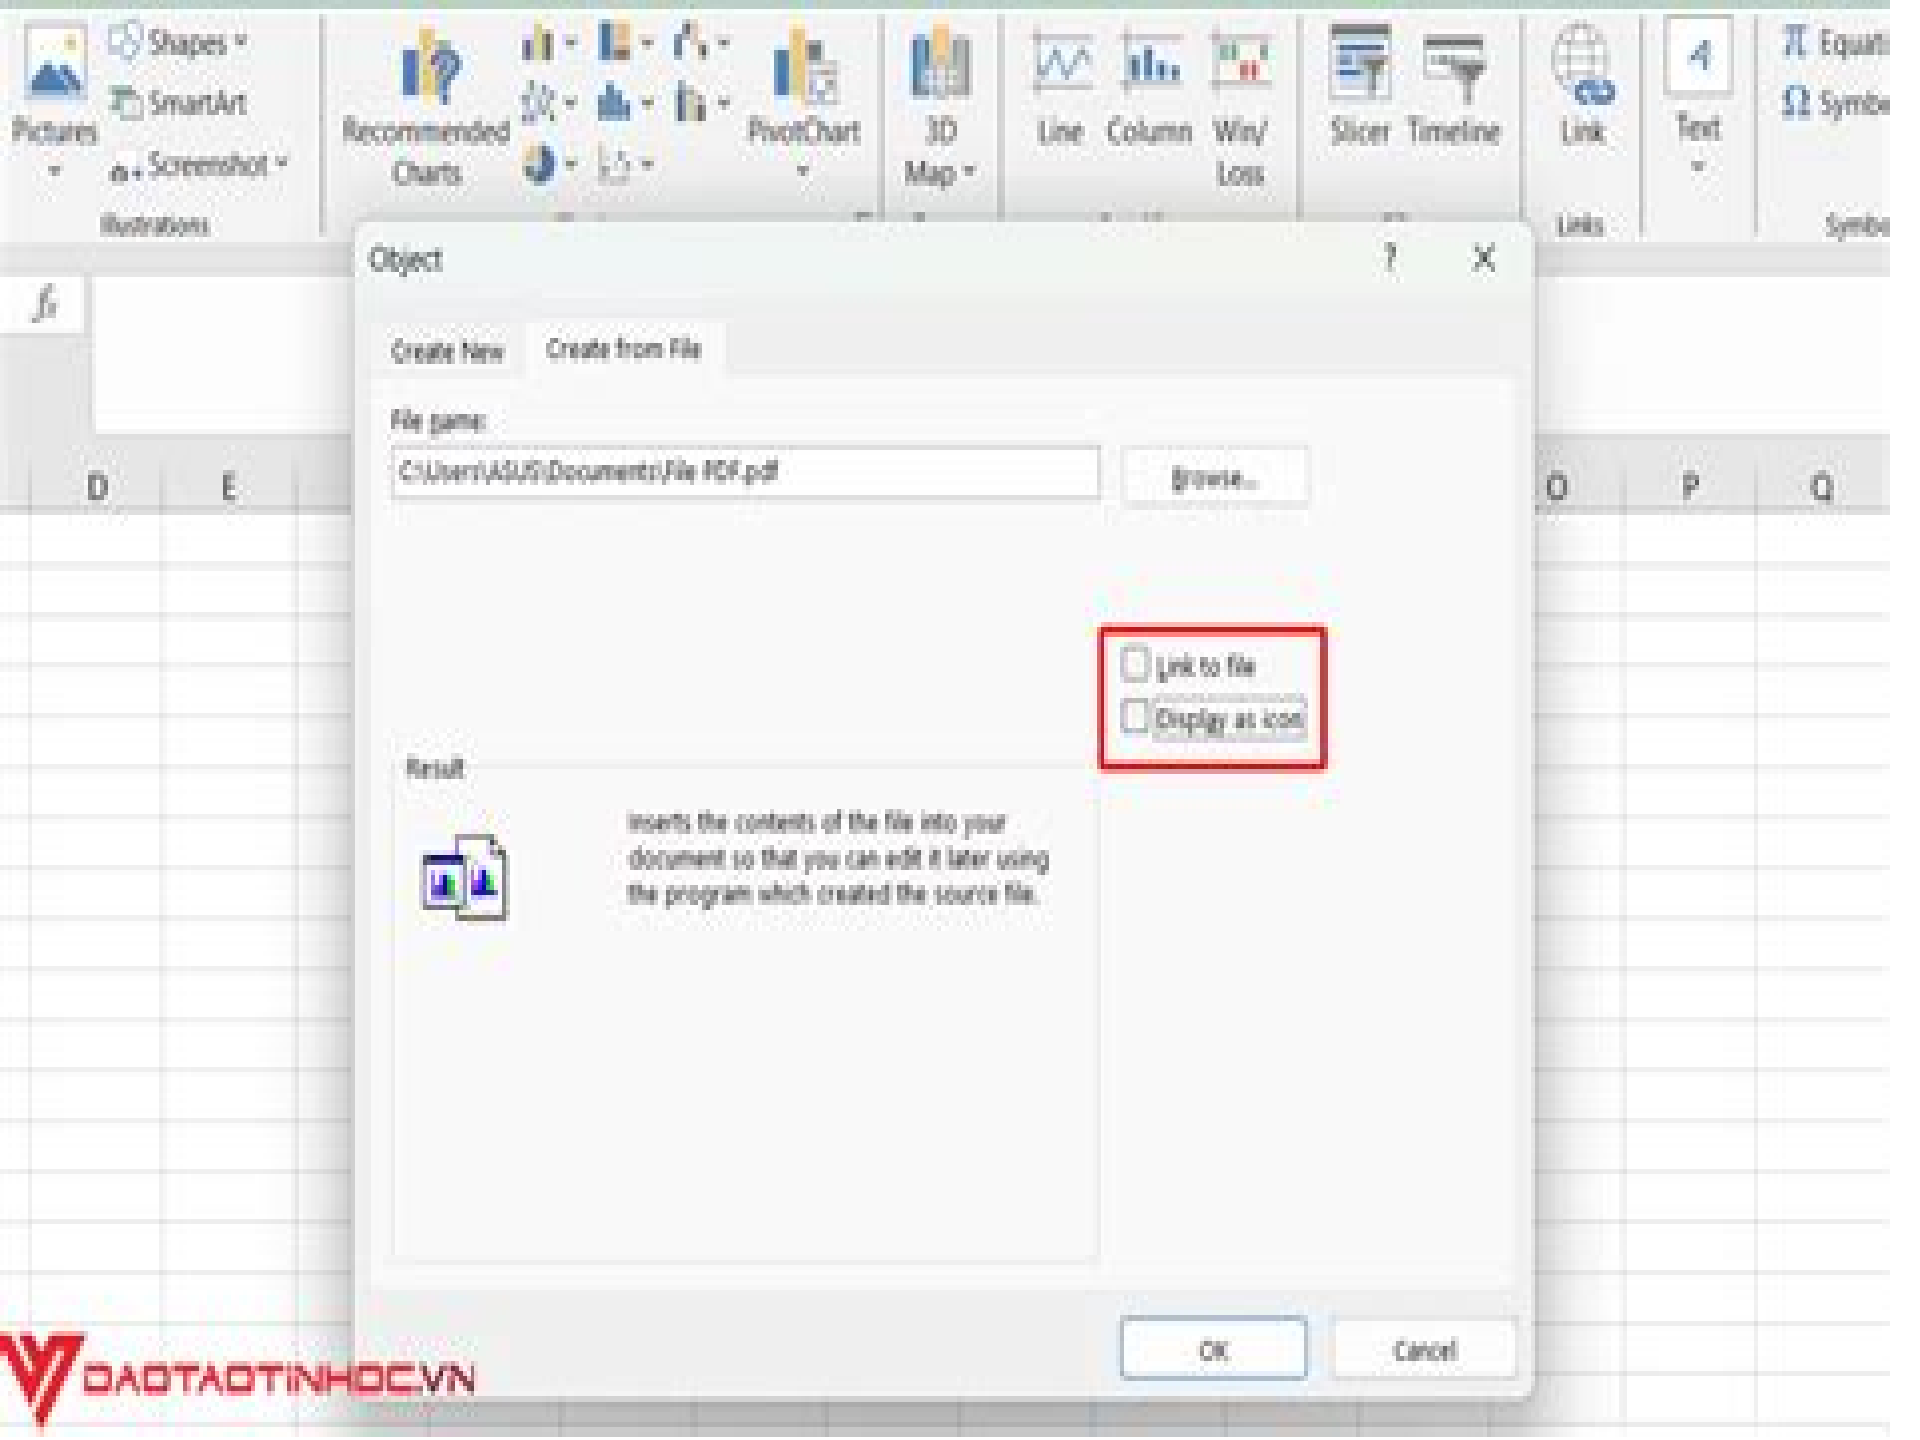 Shapes
SmartArt
Pictures
Screenshot
Illustrations
Recommended
Charts
PivotChart
3D
Map
Line Column Win/
Loss
Slicer Timeline
Link
Links
Text
π Equati
Ω Symbo
Symbo
Object ? X
fx
Create New Create from File
File name:
C:\Users\ASUS\Documents\File PDF.pdf
Browse...
D E O P Q
Link to file
Display as icon
Result
Inserts the contents of the file into your
document so that you can edit it later using
the program which created the source file.
OK Cancel
DAOTAOTINHOC.VN